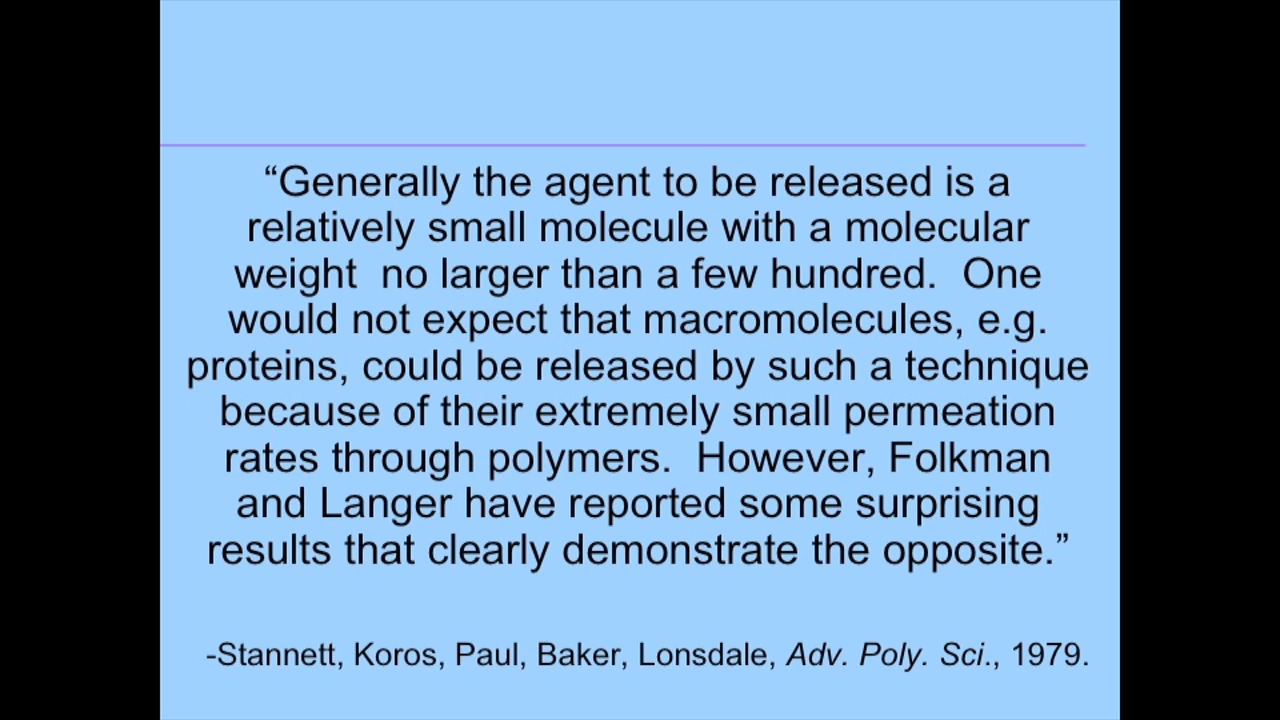 “Generally the agent to be released is a
relatively small molecule with a molecular
weight  no larger than a few hundred.  One
would not expect that macromolecules, e.g.
proteins, could be released by such a technique
because of their extremely small permeation
rates through polymers.  However, Folkman
and Langer have reported some surprising
results that clearly demonstrate the opposite.”
-Stannett, Koros, Paul, Baker, Lonsdale, Adv. Poly. Sci., 1979.